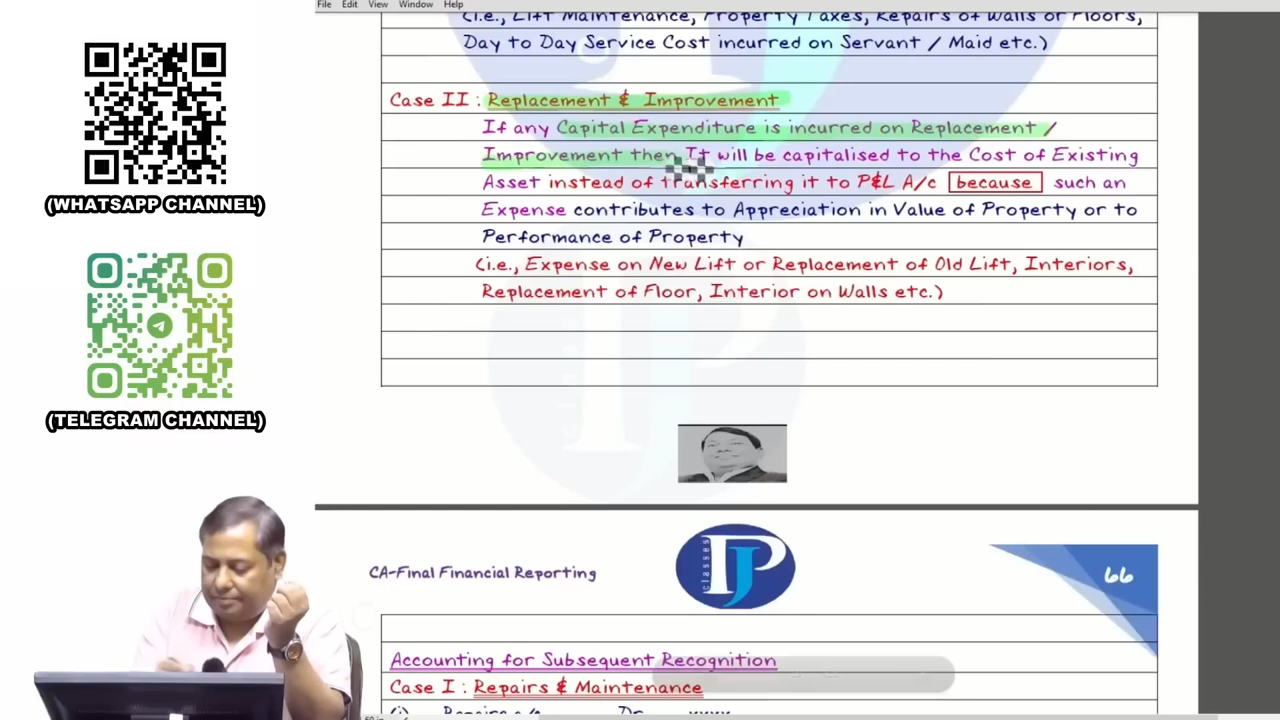 File Edit View Window Help
(i.e., Lift Maintenance, Property Taxes, Repairs of Walls or Floors,
Day to Day Service Cost incurred on Servant / Maid etc.)
Case II : Replacement & Improvement
If any Capital Expenditure is incurred on Replacement /
Improvement then It will be capitalised to the Cost of Existing
Asset instead of transferring it to P&L A/c because such an
Expense contributes to Appreciation in Value of Property or to
Performance of Property
(i.e., Expense on New Lift or Replacement of Old Lift, Interiors,
Replacement of Floor, Interior on Walls etc.)
(WHATSAPP CHANNEL)
(TELEGRAM CHANNEL)
CA-Final Financial Reporting
classes
PJ
66
Accounting for Subsequent Recognition
Case I : Repairs & Maintenance
(i) Repairs a/c Dr. xxxx